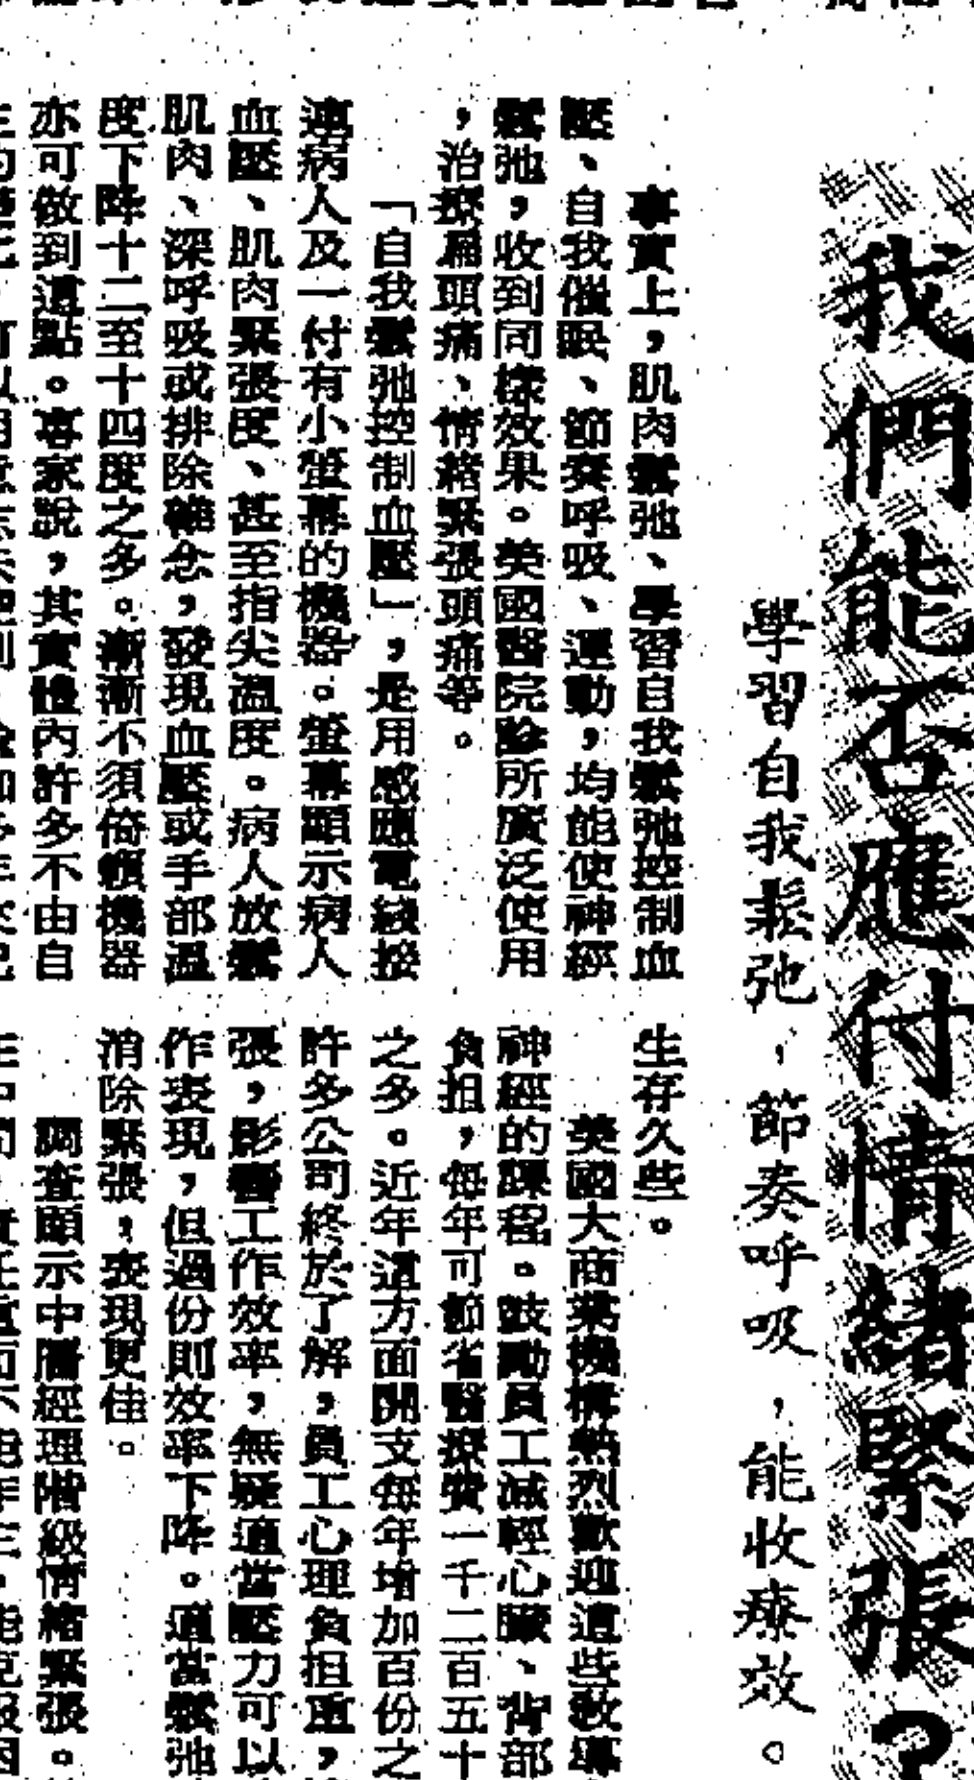 我們能否應付情緒緊張?
學習自我鬆弛,節奏呼吸,能收療效。
事實上,肌肉鬆弛、學習自我鬆弛控制血
壓、自我催眠、節奏呼吸、運動,均能使神經
鬆弛,收到同樣效果。美國醫院診所廣泛使用
,治療扁頭痛、情緒緊張頭痛等。
「自我鬆弛控制血壓」,是用感應電線接
連病人及一付有小螢幕的機器。螢幕顯示病人
血壓、肌肉緊張度、甚至指尖溫度。病人放鬆
肌肉、深呼吸或排除雜念,發現血壓或手部溫
度下降十二至十四度之多。漸漸不須倚賴機器
亦可做到這點。專家說,其實體內許多不由自
生存久些。
美國大商業機構熱烈歡迎這些教導
神經的課程。鼓勵員工減輕心臟、背部
負担,每年可節省醫療費一千二百五十
之多。近年這方面開支每年增加百份之
許多公司終於了解,員工心理負担重,
張,影響工作效率,無疑適當壓力可以
作表現,但過份則效率下降。適當鬆弛
消除緊張,表現更佳。
調查顯示中層經理階級情緒緊張。